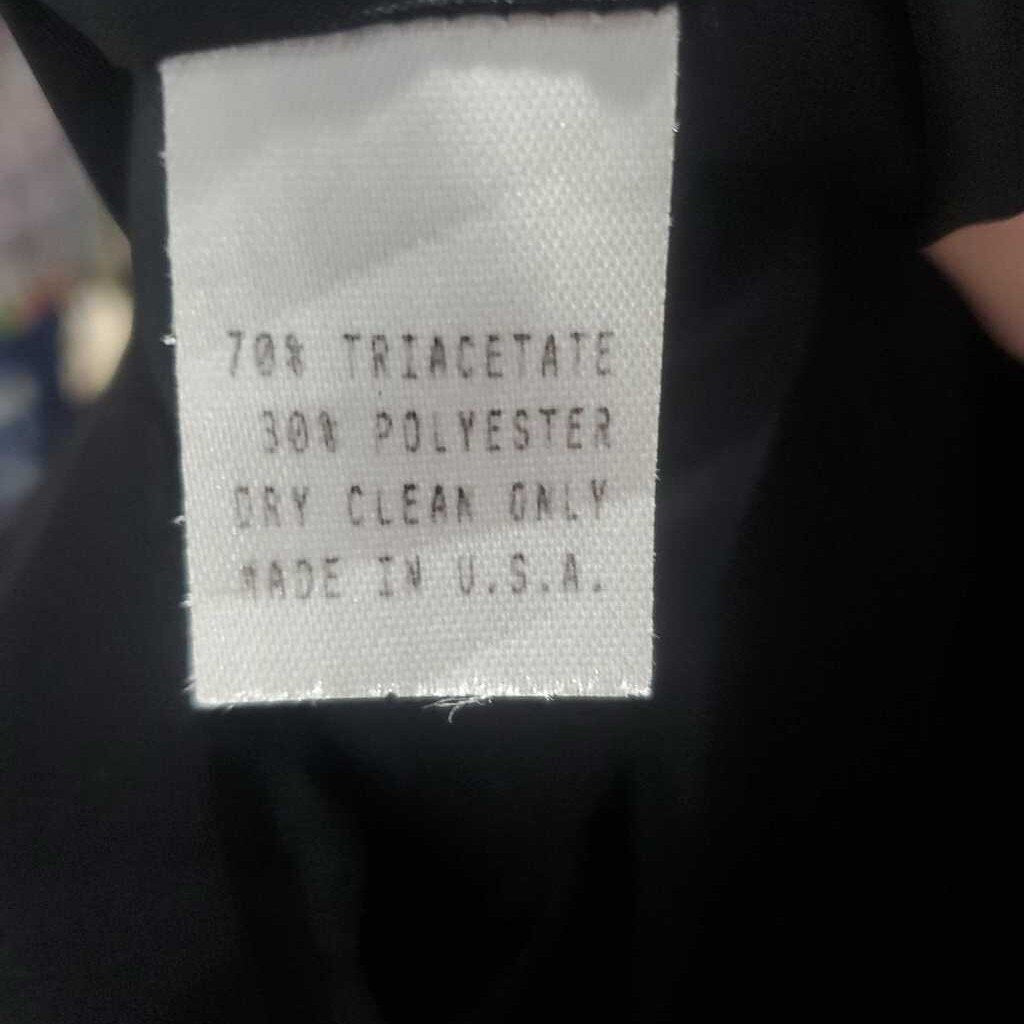 70% TRIACETATE
30% POLYESTER
DRY CLEAN ONLY
MADE IN U.S.A.